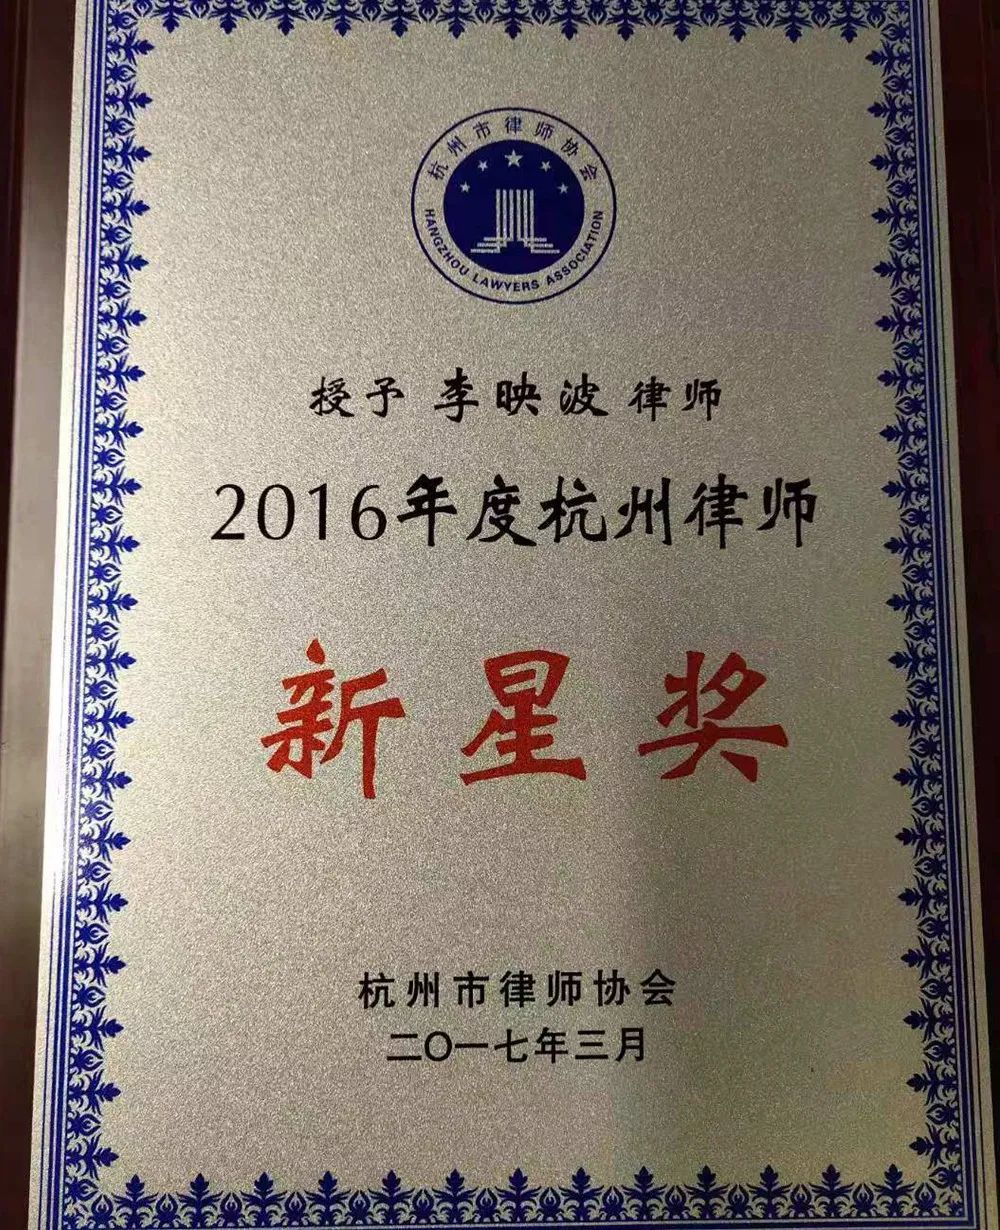 杭州市律师协会
HANGZHOU LAWYERS ASSOCIATION
授予 李映波 律师
2016年度杭州律师
新星奖
杭州市律师协会
二〇一七年三月